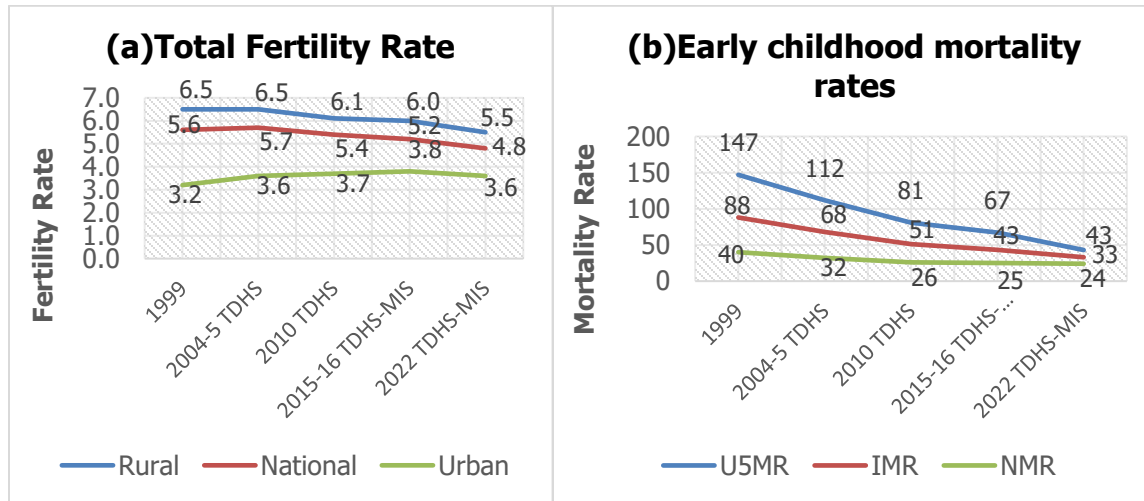 (a)Total Fertility Rate
6.5
6.5
6.1
6.0
5.5
5.6
5.7
5.4
5.2
4.8
3.2
3.6
3.7
3.8
3.6
7.0
6.0
5.0
4.0
3.0
2.0
1.0
0.0
Fertility Rate
1999
2004-5 TDHS
2010 TDHS
2015-16 TDHS-MIS
2022 TDHS-MIS
Rural
National
Urban
(b)Early childhood mortality
rates
147
112
81
67
43
88
68
51
43
33
40
32
26
25
24
200
150
100
50
0
Mortality Rate
1999
2004-5 TDHS
2010 TDHS
2015-16 TDHS-...
2022 TDHS-MIS
U5MR
IMR
NMR